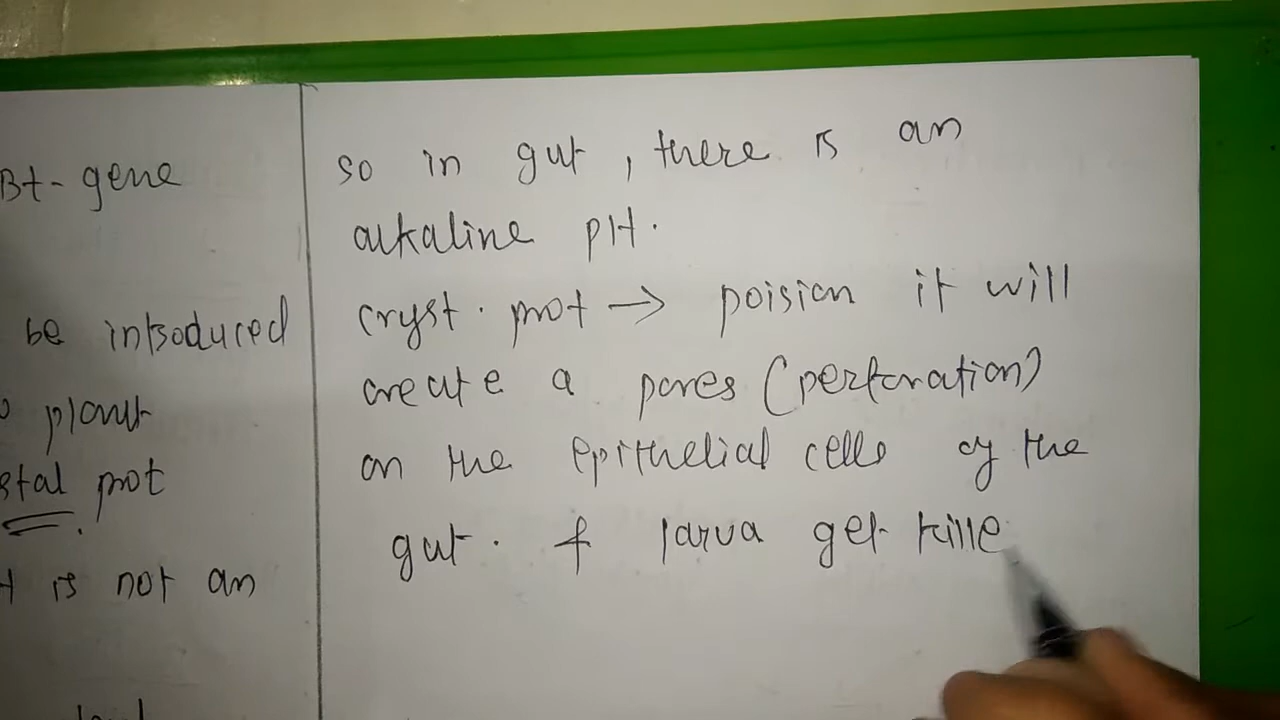 Bt-gene
be introduced
plant
stal prot
is not an
so in gut, there is an
alkaline pH.
cryst. prot → poision it will
create a pores (perforation)
on the epithelial cells of the
gut. & larva get kille